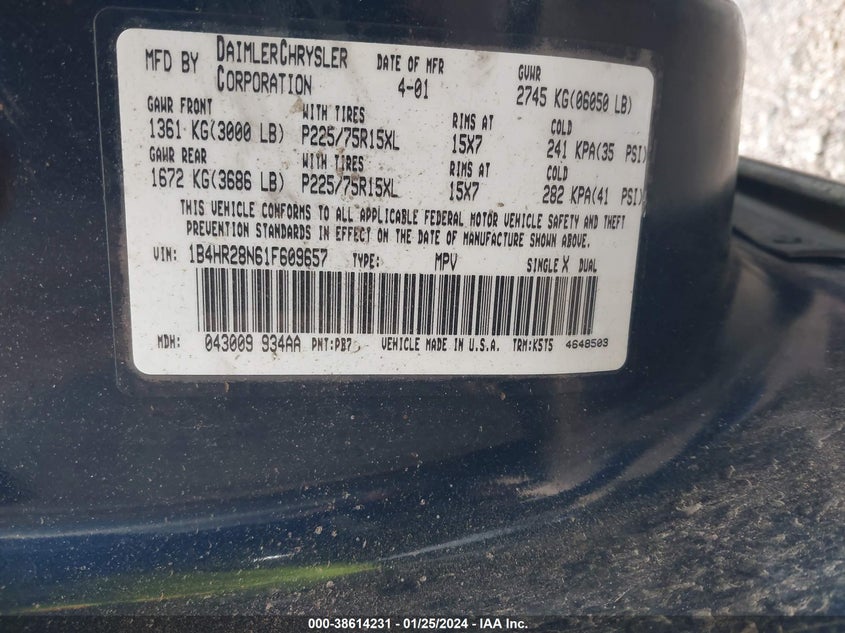 MFD BY DAIMLERCHRYSLER CORPORATION DATE OF MFR 4-01 GVWR 2745 KG(06050 LB)
GAWR FRONT WITH TIRES RIMS AT COLD
1361 KG(3000 LB) P225/75R15XL 15X7 241 KPA(35 PSI)
GAWR REAR WITH TIRES RIMS AT COLD
1672 KG(3686 LB) P225/75R15XL 15X7 282 KPA(41 PSI)
THIS VEHICLE CONFORMS TO ALL APPLICABLE FEDERAL MOTOR VEHICLE SAFETY AND THEFT
PREVENTION STANDARDS IN EFFECT ON THE DATE OF MANUFACTURE SHOWN ABOVE.
VIN: 1B4HR28N61F609657 TYPE: MPV SINGLE X DUAL
MDH: 043009 934AA PNT:PB7 VEHICLE MADE IN U.S.A. TRM:K5T5 4648503
000-38614231 - 01/25/2024 - IAA Inc.